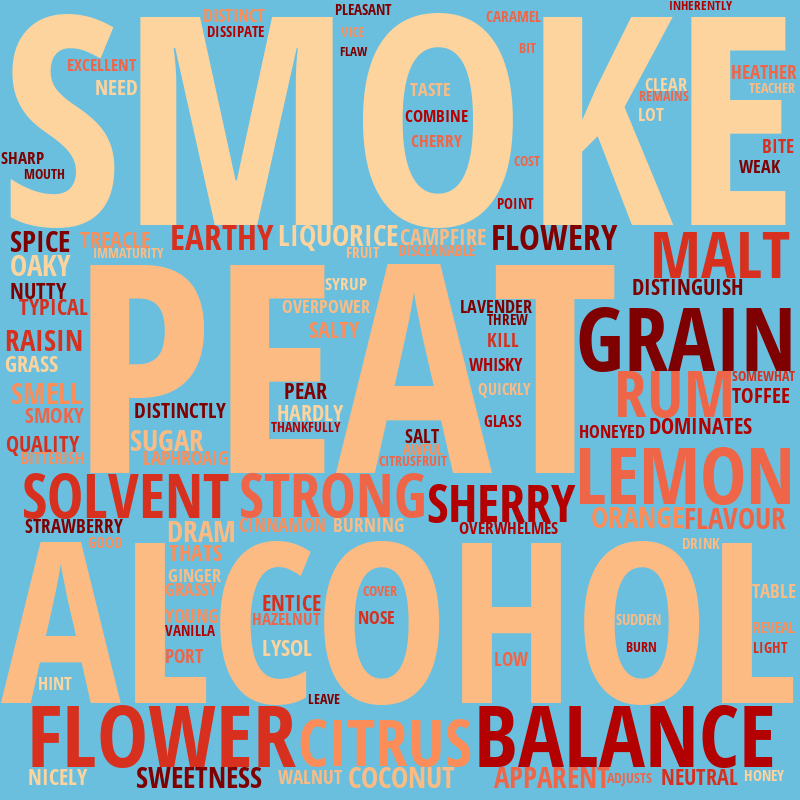 INHERENTLY
PLEASANT
DISTINCT
CARAMEL
DISSIPATE
VICE
FLAW
BIT
SMOKE
EXCELLENT
NEED
TASTE
CLEAR
HEATHER
REMAINS
TEACHER
COMBINE
LOT
CHERRY
BITE
SHARP
COST
WEAK
MOUTH
POINT
SPICE
TREACLE
EARTHY
LIQUORICE
CAMPFIRE
FLOWERY
IMMATURITY
FRUIT
DISCERNABLE
MALT
OAKY
PEAT
NUTTY
SYRUP
DISTINGUISH
TYPICAL
OVERPOWER
LAVENDER
THREW
SALTY
GRAIN
RAISIN
KILL
GRASS
WHISKY
SOMEWHAT
SMELL
PEAR
QUICKLY
RUM
TOFFEE
SMOKY
DISTINCTLY
HARDLY
THANKFULLY
GLASS
HONEYED
DOMINATES
QUALITY
SUGAR
SALT
BITTERISH
LAPHROAIG
CITRUSFRUIT
LEMON
SOLVENT
STRONG
SHERRY
STRAWBERRY
DRAM
CINNAMON
BURNING
OVERWHELMES
ORANGE
FLAVOUR
GOOD
THATS
DRINK
ALCOHOL
GINGER
GRASSY
ENTICE
COVER
TABLE
YOUNG
HAZELNUT
NOSE
SUDDEN
REVEAL
VANILLA
PORT
LYSOL
LOW
BURN
LIGHT
HINT
LEAVE
FLOWER
CITRUS
BALANCE
NICELY
SWEETNESS
WALNUT
COCONUT
APPARENT
ADJUSTS
NEUTRAL
HONEY